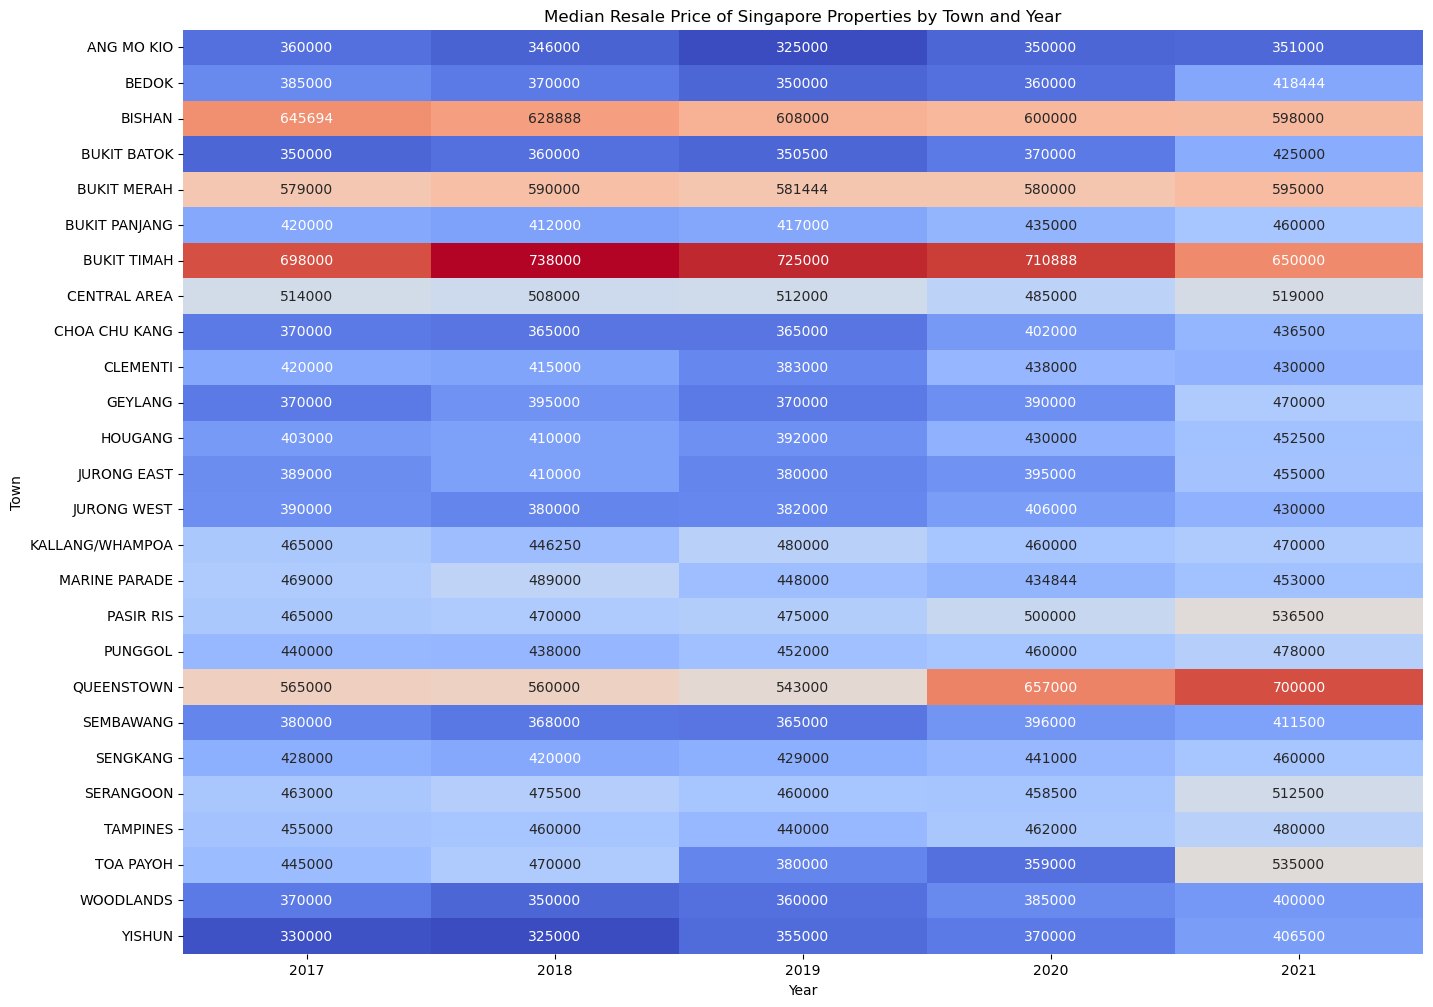 Median Resale Price of Singapore Properties by Town and Year
ANG MO KIO 360000 346000 325000 350000 351000
BEDOK 385000 370000 350000 360000 418444
BISHAN 645694 628888 608000 600000 598000
BUKIT BATOK 350000 360000 350500 370000 425000
BUKIT MERAH 579000 590000 581444 580000 595000
BUKIT PANJANG 420000 412000 417000 435000 460000
BUKIT TIMAH 698000 738000 725000 710888 650000
CENTRAL AREA 514000 508000 512000 485000 519000
CHOA CHU KANG 370000 365000 365000 402000 436500
CLEMENTI 420000 415000 383000 438000 430000
GEYLANG 370000 395000 370000 390000 470000
HOUGANG 403000 410000 392000 430000 452500
JURONG EAST 389000 410000 380000 395000 455000
JURONG WEST 390000 380000 382000 406000 430000
KALLANG/WHAMPOA 465000 446250 480000 460000 470000
MARINE PARADE 469000 489000 448000 434844 453000
PASIR RIS 465000 470000 475000 500000 536500
PUNGGOL 440000 438000 452000 460000 478000
QUEENSTOWN 565000 560000 543000 657000 700000
SEMBAWANG 380000 368000 365000 396000 411500
SENGKANG 428000 420000 429000 441000 460000
SERANGOON 463000 475500 460000 458500 512500
TAMPINES 455000 460000 440000 462000 480000
TOA PAYOH 445000 470000 380000 359000 535000
WOODLANDS 370000 350000 360000 385000 400000
YISHUN 330000 325000 355000 370000 406500
2017 2018 2019 2020 2021
Year
Town